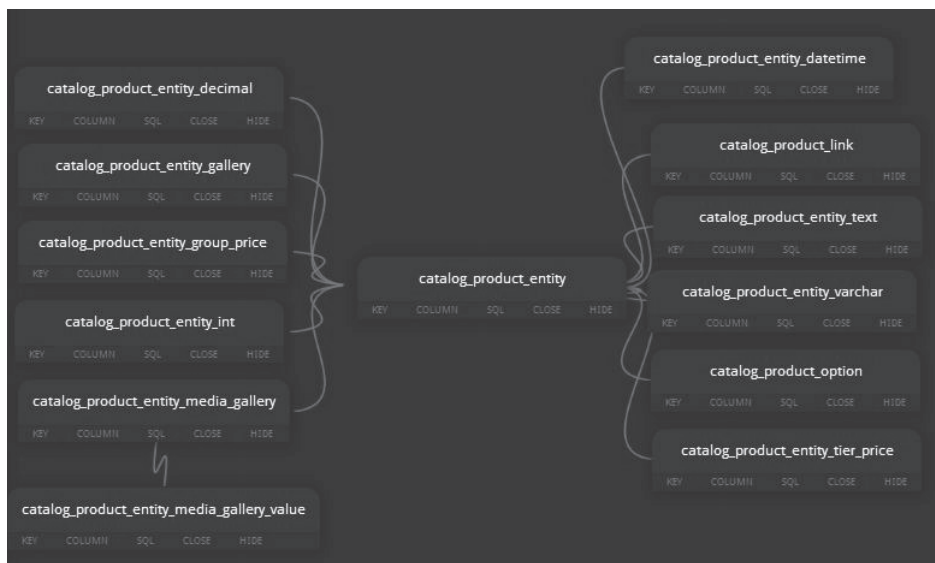 catalog_product_entity_decimal
KEY COLUMN SQL CLOSE HIDE
catalog_product_entity_gallery
KEY COLUMN SQL CLOSE HIDE
catalog_product_entity_group_price
KEY COLUMN SQL CLOSE HIDE
catalog_product_entity_int
KEY COLUMN SQL CLOSE HIDE
catalog_product_entity_media_gallery
KEY COLUMN SQL CLOSE HIDE
catalog_product_entity_media_gallery_value
KEY COLUMN SQL CLOSE HIDE
catalog_product_entity
KEY COLUMN SQL CLOSE HIDE
catalog_product_entity_datetime
KEY COLUMN SQL CLOSE HIDE
catalog_product_link
KEY COLUMN SQL CLOSE HIDE
catalog_product_entity_text
KEY COLUMN SQL CLOSE HIDE
catalog_product_entity_varchar
KEY COLUMN SQL CLOSE HIDE
catalog_product_option
KEY COLUMN SQL CLOSE HIDE
catalog_product_entity_tier_price
KEY COLUMN SQL CLOSE HIDE